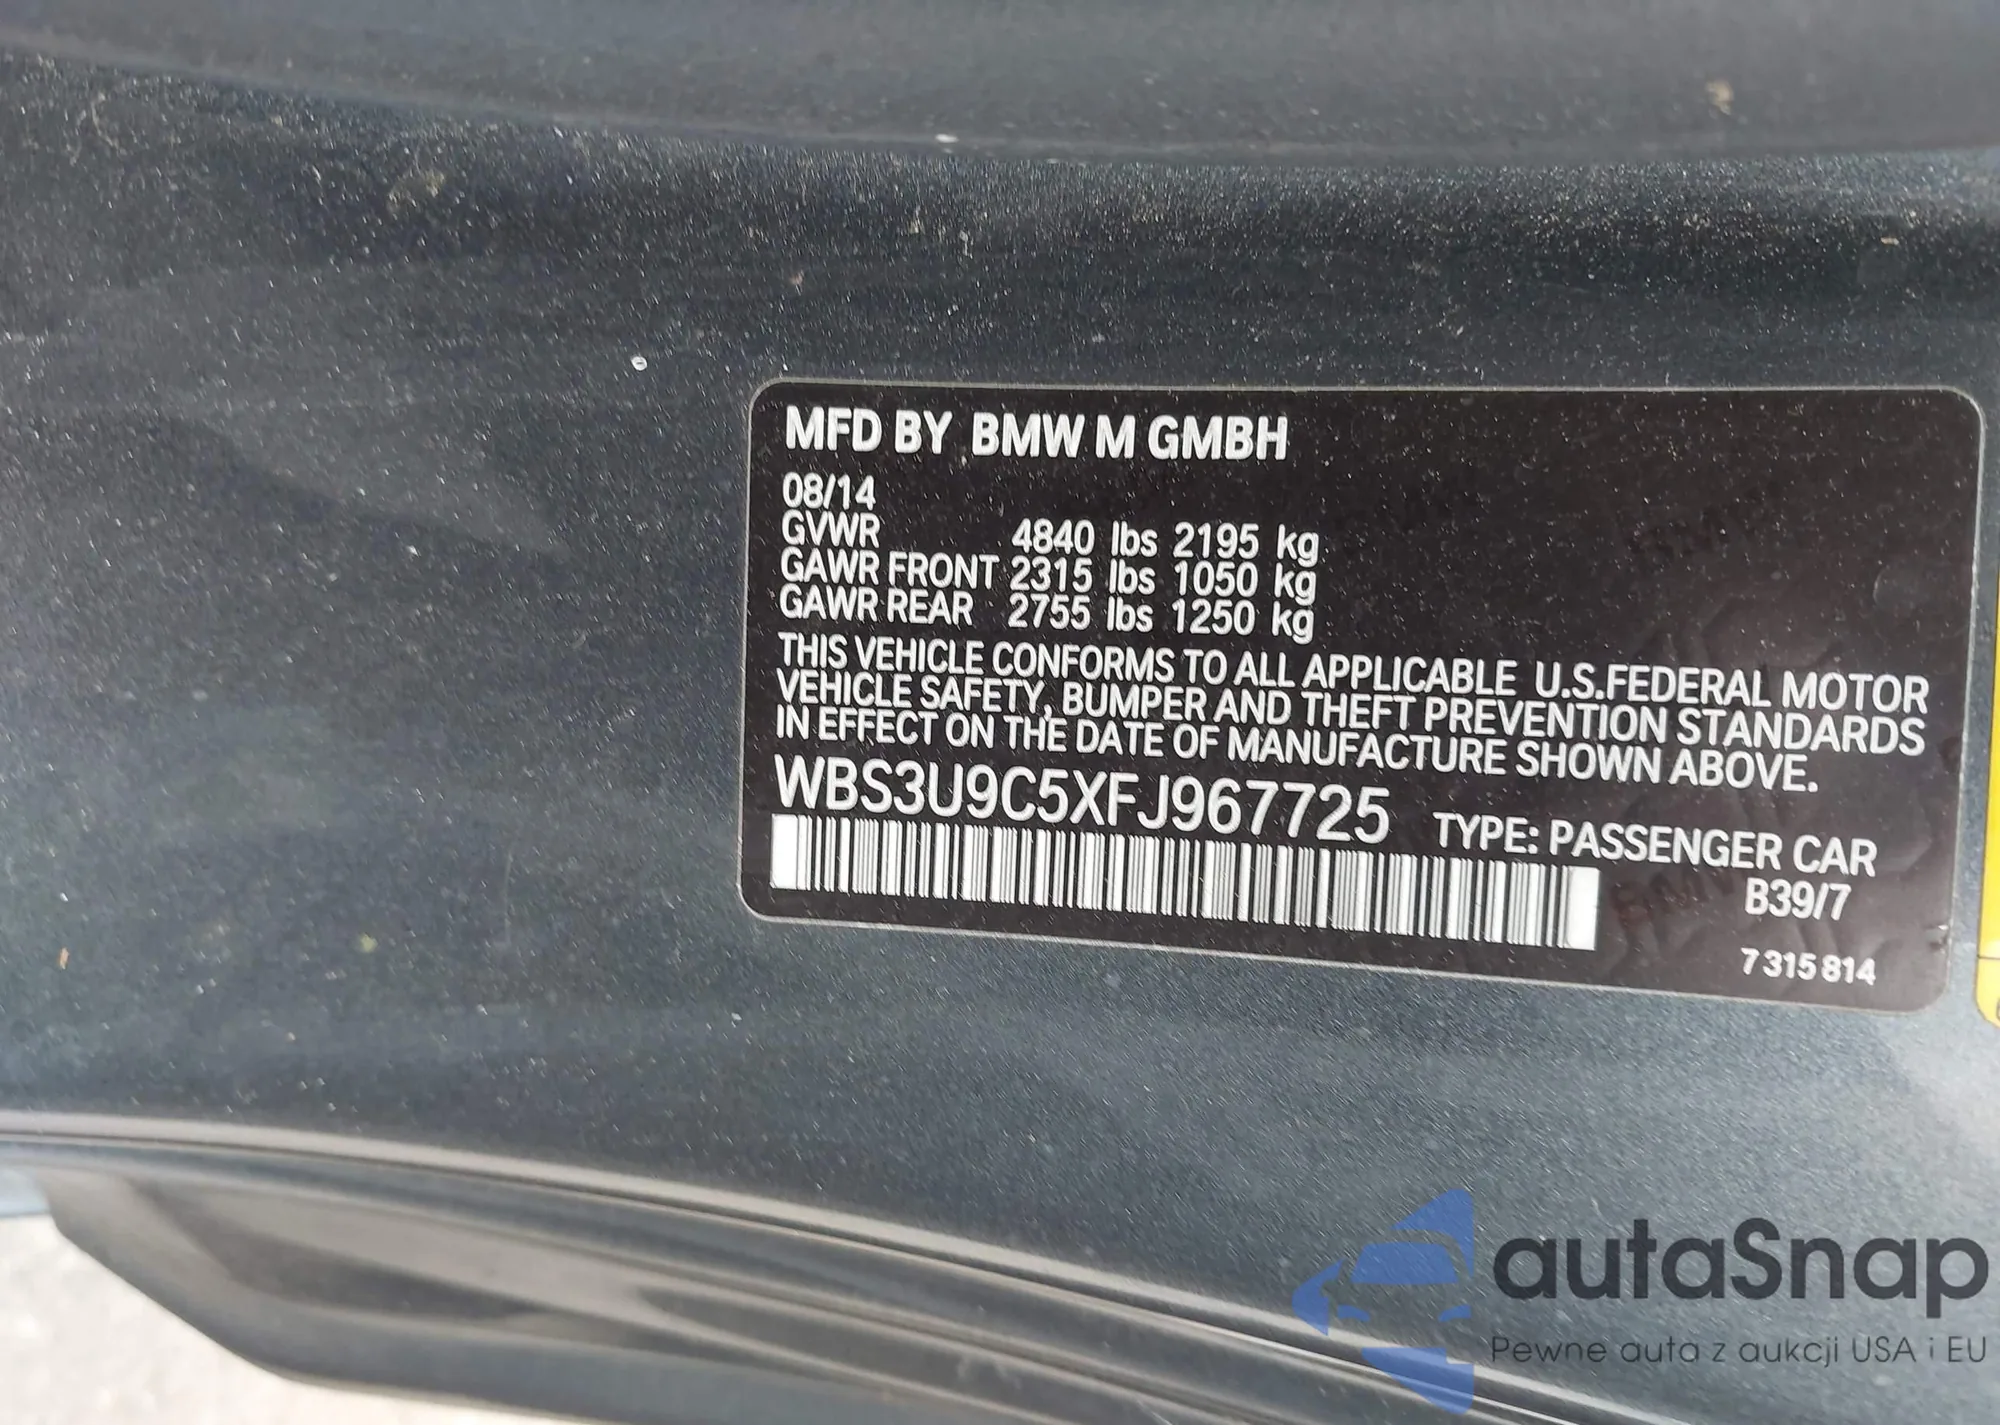 MFD BY BMW M GMBH
08/14
GVWR 4840 lbs 2195 kg
GAWR FRONT 2315 lbs 1050 kg
GAWR REAR 2755 lbs 1250 kg
THIS VEHICLE CONFORMS TO ALL APPLICABLE U.S.FEDERAL MOTOR
VEHICLE SAFETY, BUMPER AND THEFT PREVENTION STANDARDS
IN EFFECT ON THE DATE OF MANUFACTURE SHOWN ABOVE.
WBS3U9C5XFJ967725 TYPE: PASSENGER CAR
B39/7
7 315 814
autaSnap
Pewne auta z aukcji USA i EU